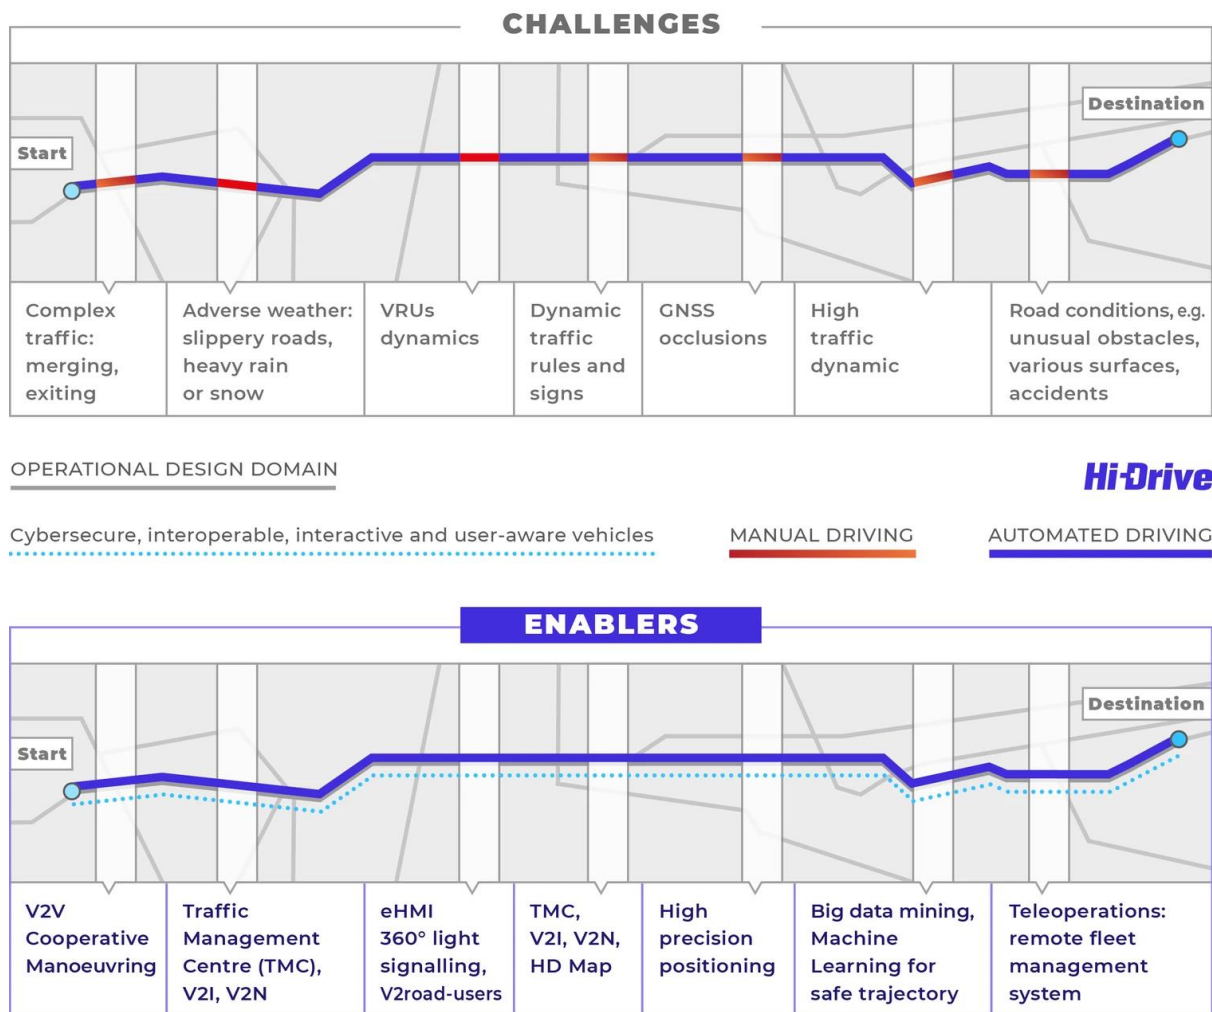 CHALLENGES
Destination
Start
Complex
traffic:
merging,
exiting
Adverse weather:
slippery roads,
heavy rain
or snow
VRUs
dynamics
Dynamic
traffic
rules and
signs
GNSS
occlusions
High
traffic
dynamic
Road conditions, e.g.
unusual obstacles,
various surfaces,
accidents
OPERATIONAL DESIGN DOMAIN
Hi-Drive
Cybersecure, interoperable, interactive and user-aware vehicles
MANUAL DRIVING
AUTOMATED DRIVING
ENABLERS
Destination
Start
V2V
Cooperative
Manoeuvring
Traffic
Management
Centre (TMC),
V2I, V2N
eHMI
360° light
signalling,
V2road-users
TMC,
V2I, V2N,
HD Map
High
precision
positioning
Big data mining,
Machine
Learning for
safe trajectory
Teleoperations:
remote fleet
management
system